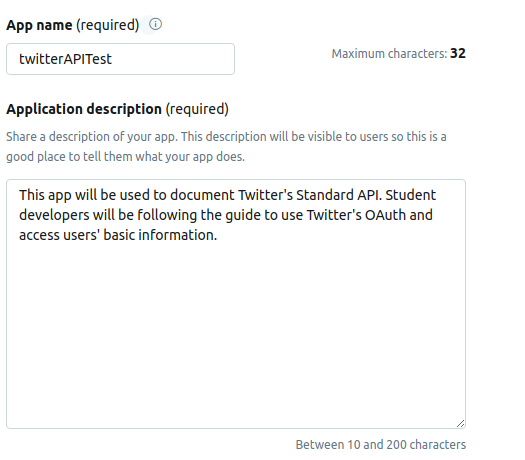 App name (required)
twitterAPITest
Maximum characters: 32
Application description (required)
Share a description of your app. This description will be visible to users so this is a
good place to tell them what your app does.
This app will be used to document Twitter's Standard API. Student
developers will be following the guide to use Twitter's OAuth and
access users' basic information.
Between 10 and 200 characters